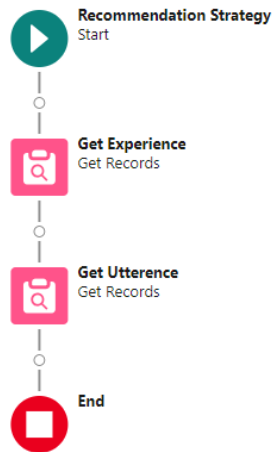 Recommendation Strategy
Start
Get Experience
Get Records
Get Utterence
Get Records
End